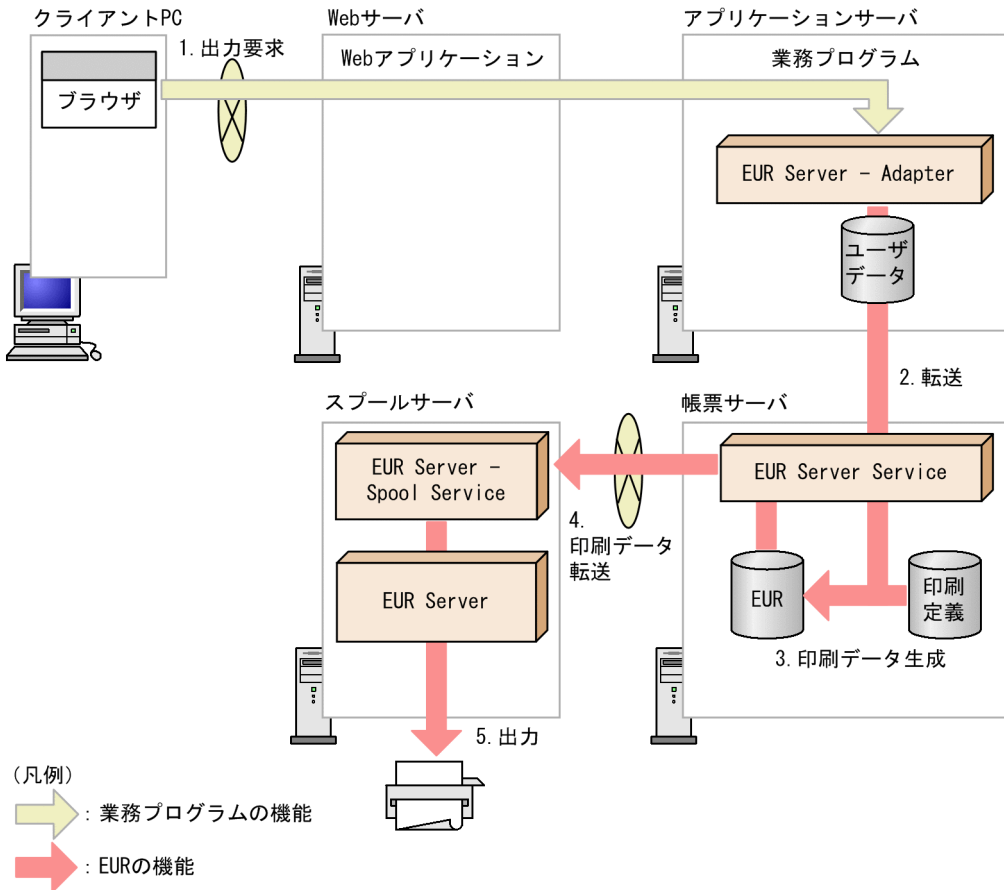 クライアントPC
Webサーバ
アプリケーションサーバ
1. 出力要求
Webアプリケーション
業務プログラム
ブラウザ
EUR Server － Adapter
ユーザ
データ
2. 転送
スプールサーバ
帳票サーバ
EUR Server －
Spool Service
EUR Server Service
4.
印刷データ
転送
EUR Server
EUR
印刷
定義
3. 印刷データ生成
5. 出力
(凡例)
: 業務プログラムの機能
: EURの機能